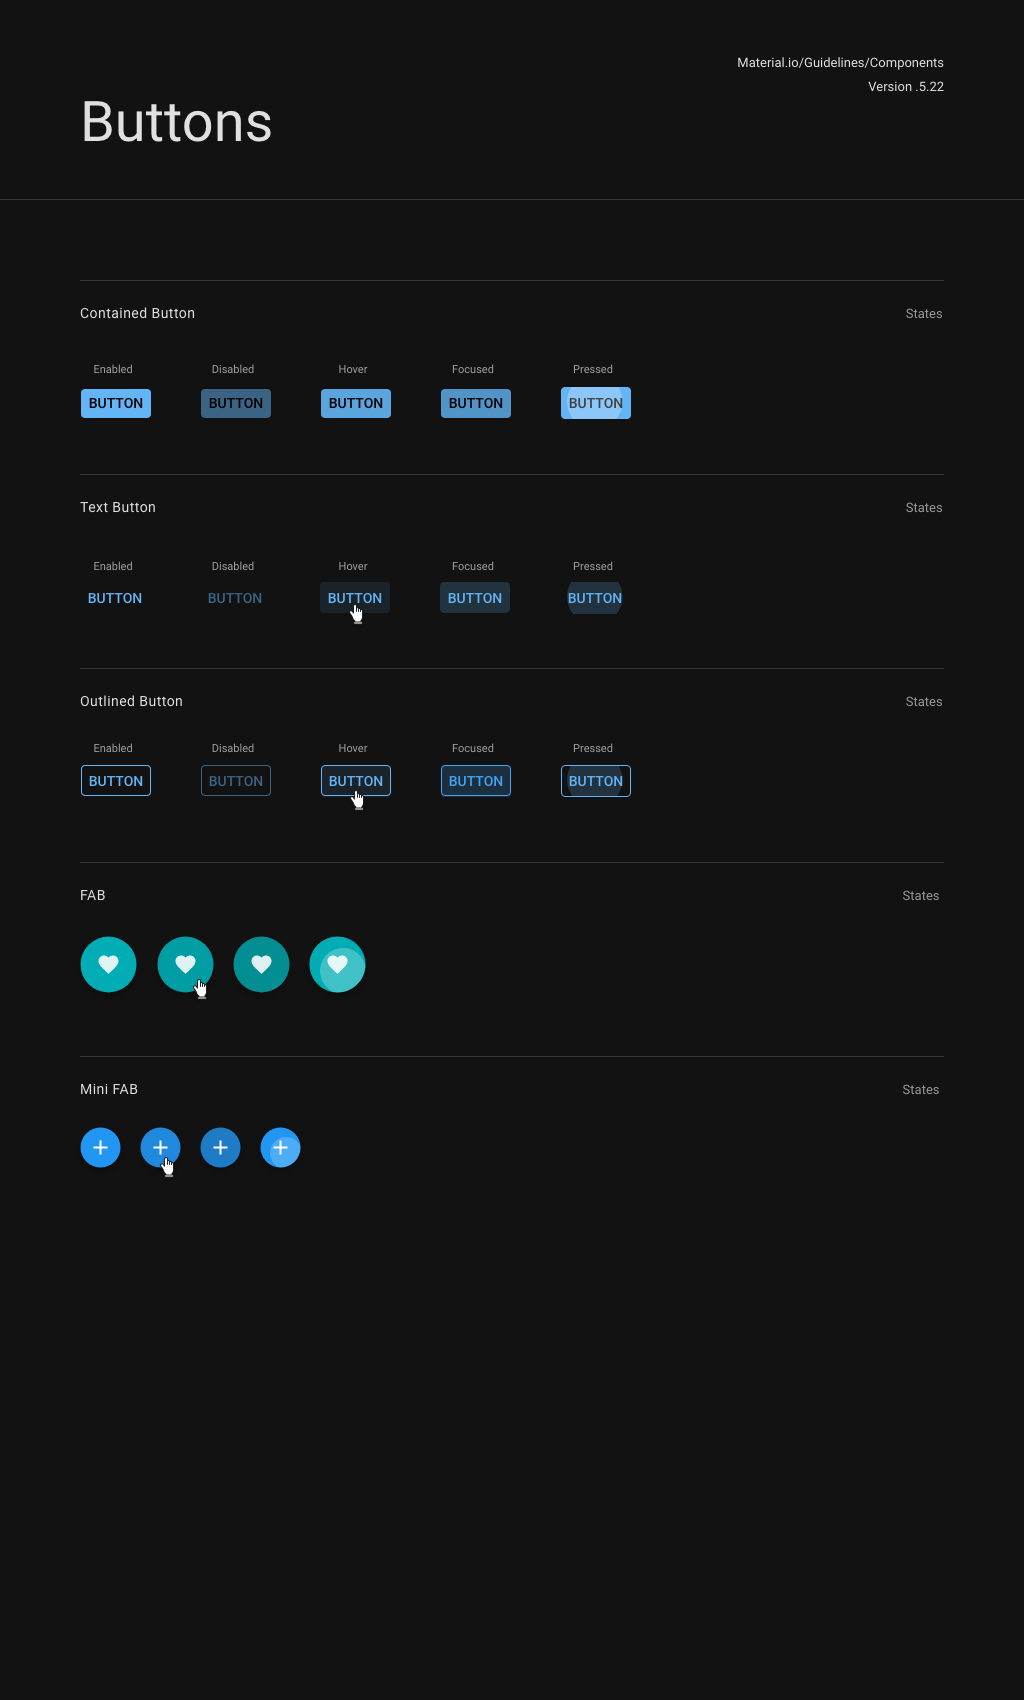 Material.io/Guidelines/Components
Version .5.22
Buttons
Contained Button States
Enabled Disabled Hover Focused Pressed
BUTTON BUTTON BUTTON BUTTON BUTTON
Text Button States
Enabled Disabled Hover Focused Pressed
BUTTON BUTTON BUTTON BUTTON BUTTON
Outlined Button States
Enabled Disabled Hover Focused Pressed
BUTTON BUTTON BUTTON BUTTON BUTTON
FAB States
Mini FAB States